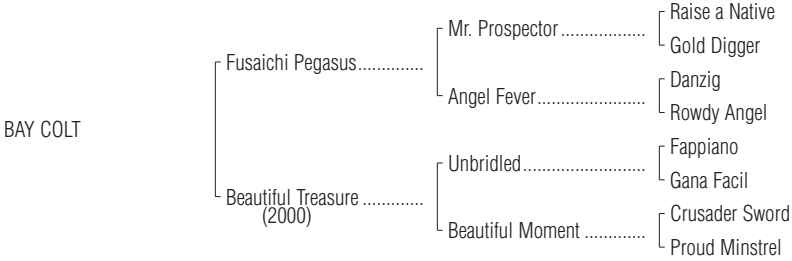 Raise a Native
Mr. Prospector...................
Gold Digger
Fusaichi Pegasus..............
Danzig
Angel Fever.......................
Rowdy Angel
BAY COLT
Fappiano
Unbridled..........................
Gana Facil
Beautiful Treasure .............
(2000)
Crusader Sword
Beautiful Moment .............
Proud Minstrel